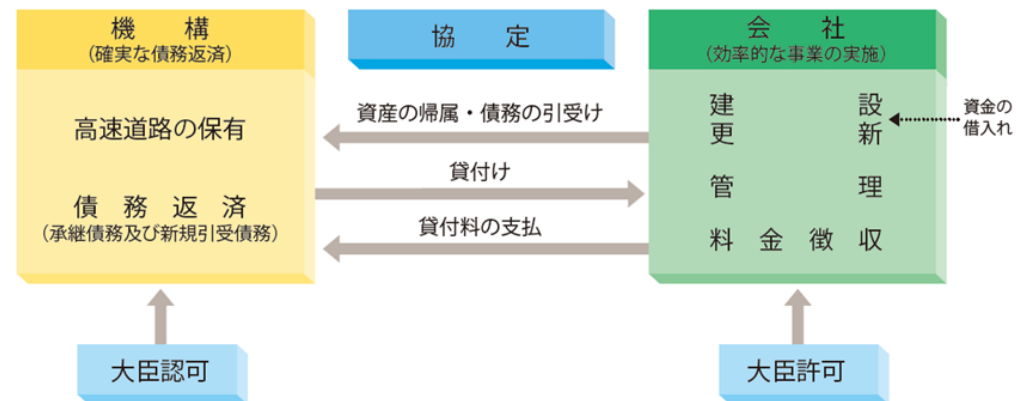 機構
(確実な債務返済)
協定
会社
(効率的な事業の実施)
高速道路の保有
債務返済
(承継債務及び新規引受債務)
資産の帰属・債務の引受け
貸付け
貸付料の支払
建設
更新
管理
料金徴収
資金の
借入れ
大臣認可
大臣許可